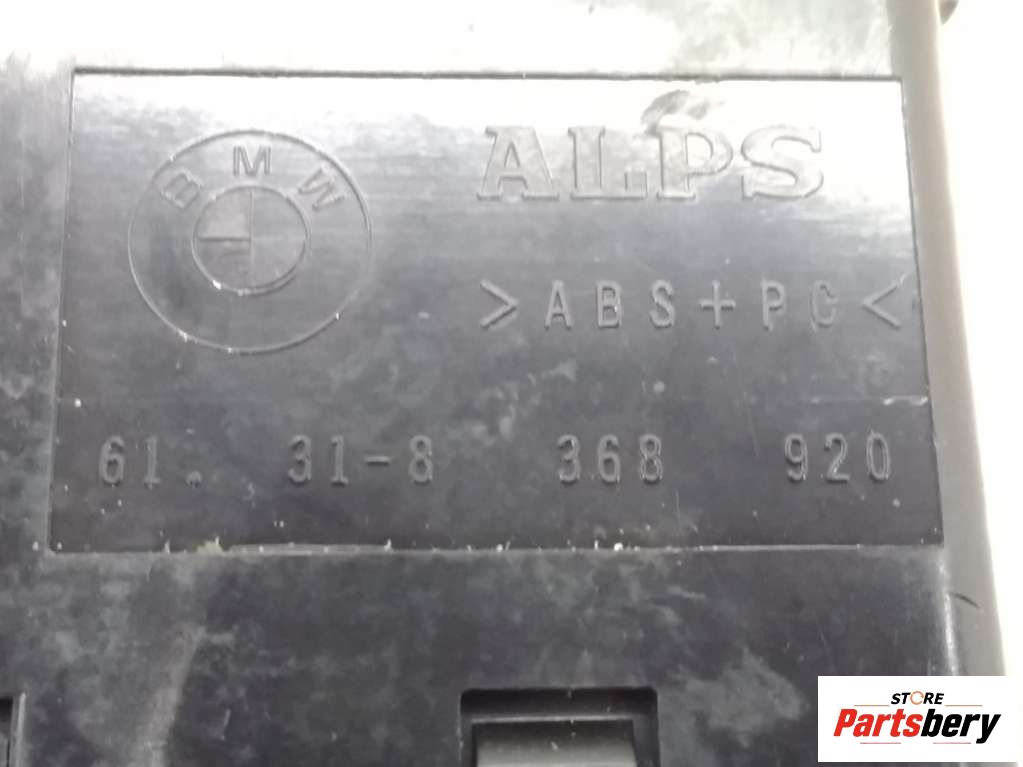 BMW
ALPS
>ABS+PC<
61. 31-8 368 920
STORE
Partsbery